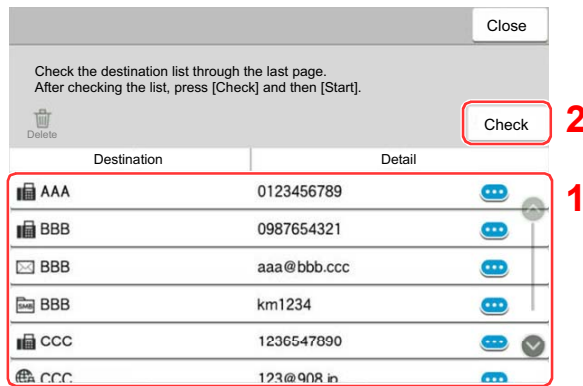 Close
Check the destination list through the last page.
After checking the list, press [Check] and then [Start].
Delete
Check
2
Destination Detail
1
AAA 0123456789
BBB 0987654321
BBB aaa@bbb.ccc
SMB BBB km1234
CCC 1236547890
CCC 123@908.jp